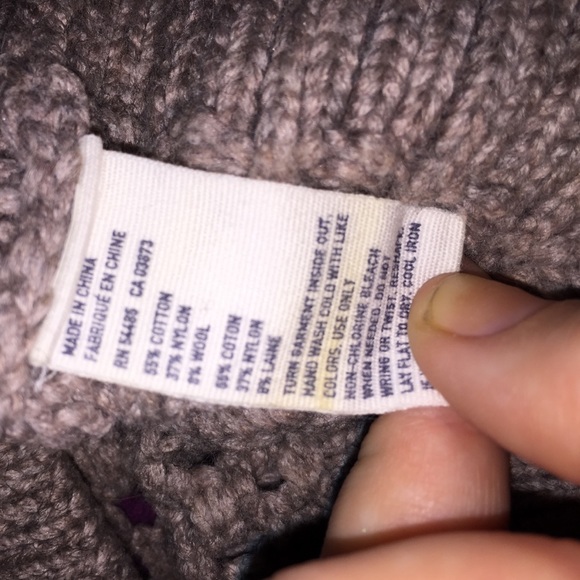 MADE IN CHINA
FABRIQUÉ EN CHINE
RN 54485 CA 03673
55% COTTON
37% NYLON
8% WOOL
55% COTON
37% NYLON
8% LAINE
TURN GARMENT INSIDE OUT.
HAND WASH COLD WITH LIKE
COLORS. USE ONLY
NON-CHLORINE BLEACH
WHEN NEEDED. DO NOT
WRING OR TWIST.
LAY FLAT TO DRY. COOL IRON